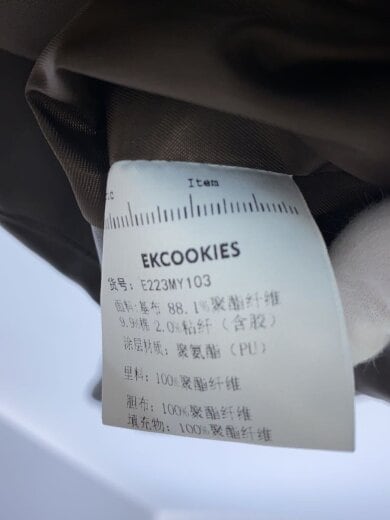 Item
EKCOOKIES
货号: E223MY103
面料: 基布 88.1%聚酯纤维
9.9%棉 2.0%粘纤 (含胶)
涂层材质: 聚氨酯 (PU)
里料: 100%聚酯纤维
胆布: 100%聚酯纤维
填充物: 100%聚酯纤维